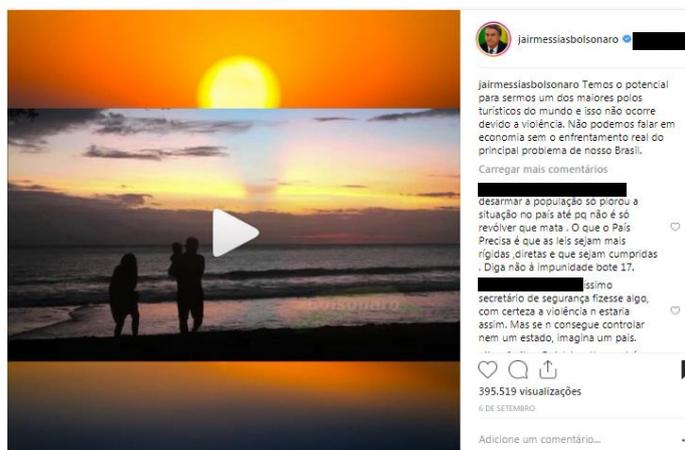 jairmessiasbolsonaro
jairmessiasbolsonaro Temos o potencial
para sermos um dos maiores polos
turísticos do mundo e isso não ocorre
devido a violência. Não podemos falar em
economia sem o enfrentamento real do
principal problema de nosso Brasil.
Carregar mais comentários
desarmar a população só piorou a
situação no país até pq não é só
revólver que mata . O que o País
Precisa é que as leis sejam mais
rígidas ,diretas e que sejam cumpridas
. Diga não à impunidade bote 17.
issimo
secretário de segurança fizesse algo,
com certeza a violência n estaria
assim. Mas se n consegue controlar
nem um estado, imagina um pais.
Bolsonaro
395.519 visualizações
6 DE SETEMBRO
Adicione um comentário...